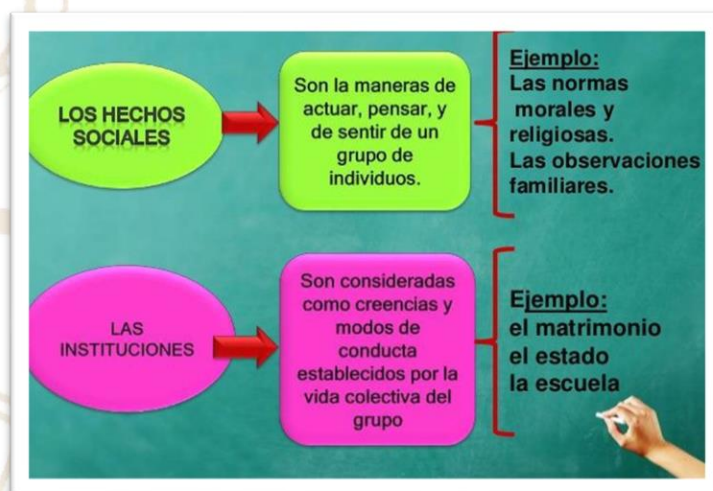 LOS HECHOS
SOCIALES
Son la maneras de
actuar, pensar, y
de sentir de un
grupo de
individuos.
Ejemplo:
Las normas
morales y
religiosas.
Las observaciones
familiares.
LAS
INSTITUCIONES
Son consideradas
como creencias y
modos de
conducta
establecidos por la
vida colectiva del
grupo
Ejemplo:
el matrimonio
el estado
la escuela